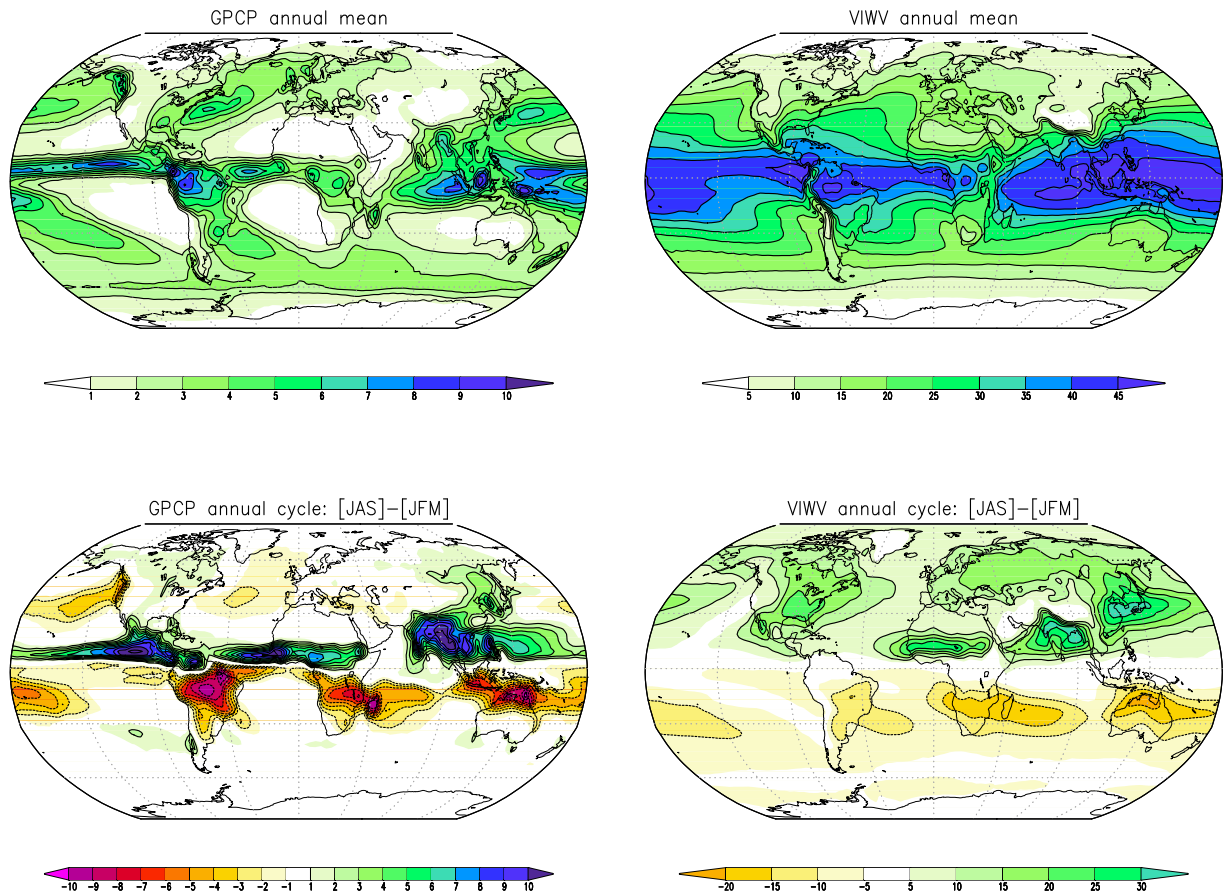 GPCP annual mean
VIWV annual mean
1 2 3 4 5 6 7 8 9 10
5 10 15 20 25 30 35 40 45
GPCP annual cycle: [JAS]-[JFM]
VIWV annual cycle: [JAS]-[JFM]
-10 -9 -8 -7 -6 -5 -4 -3 -2 -1 1 2 3 4 5 6 7 8 9 10
-20 -15 -10 -5 5 10 15 20 25 30